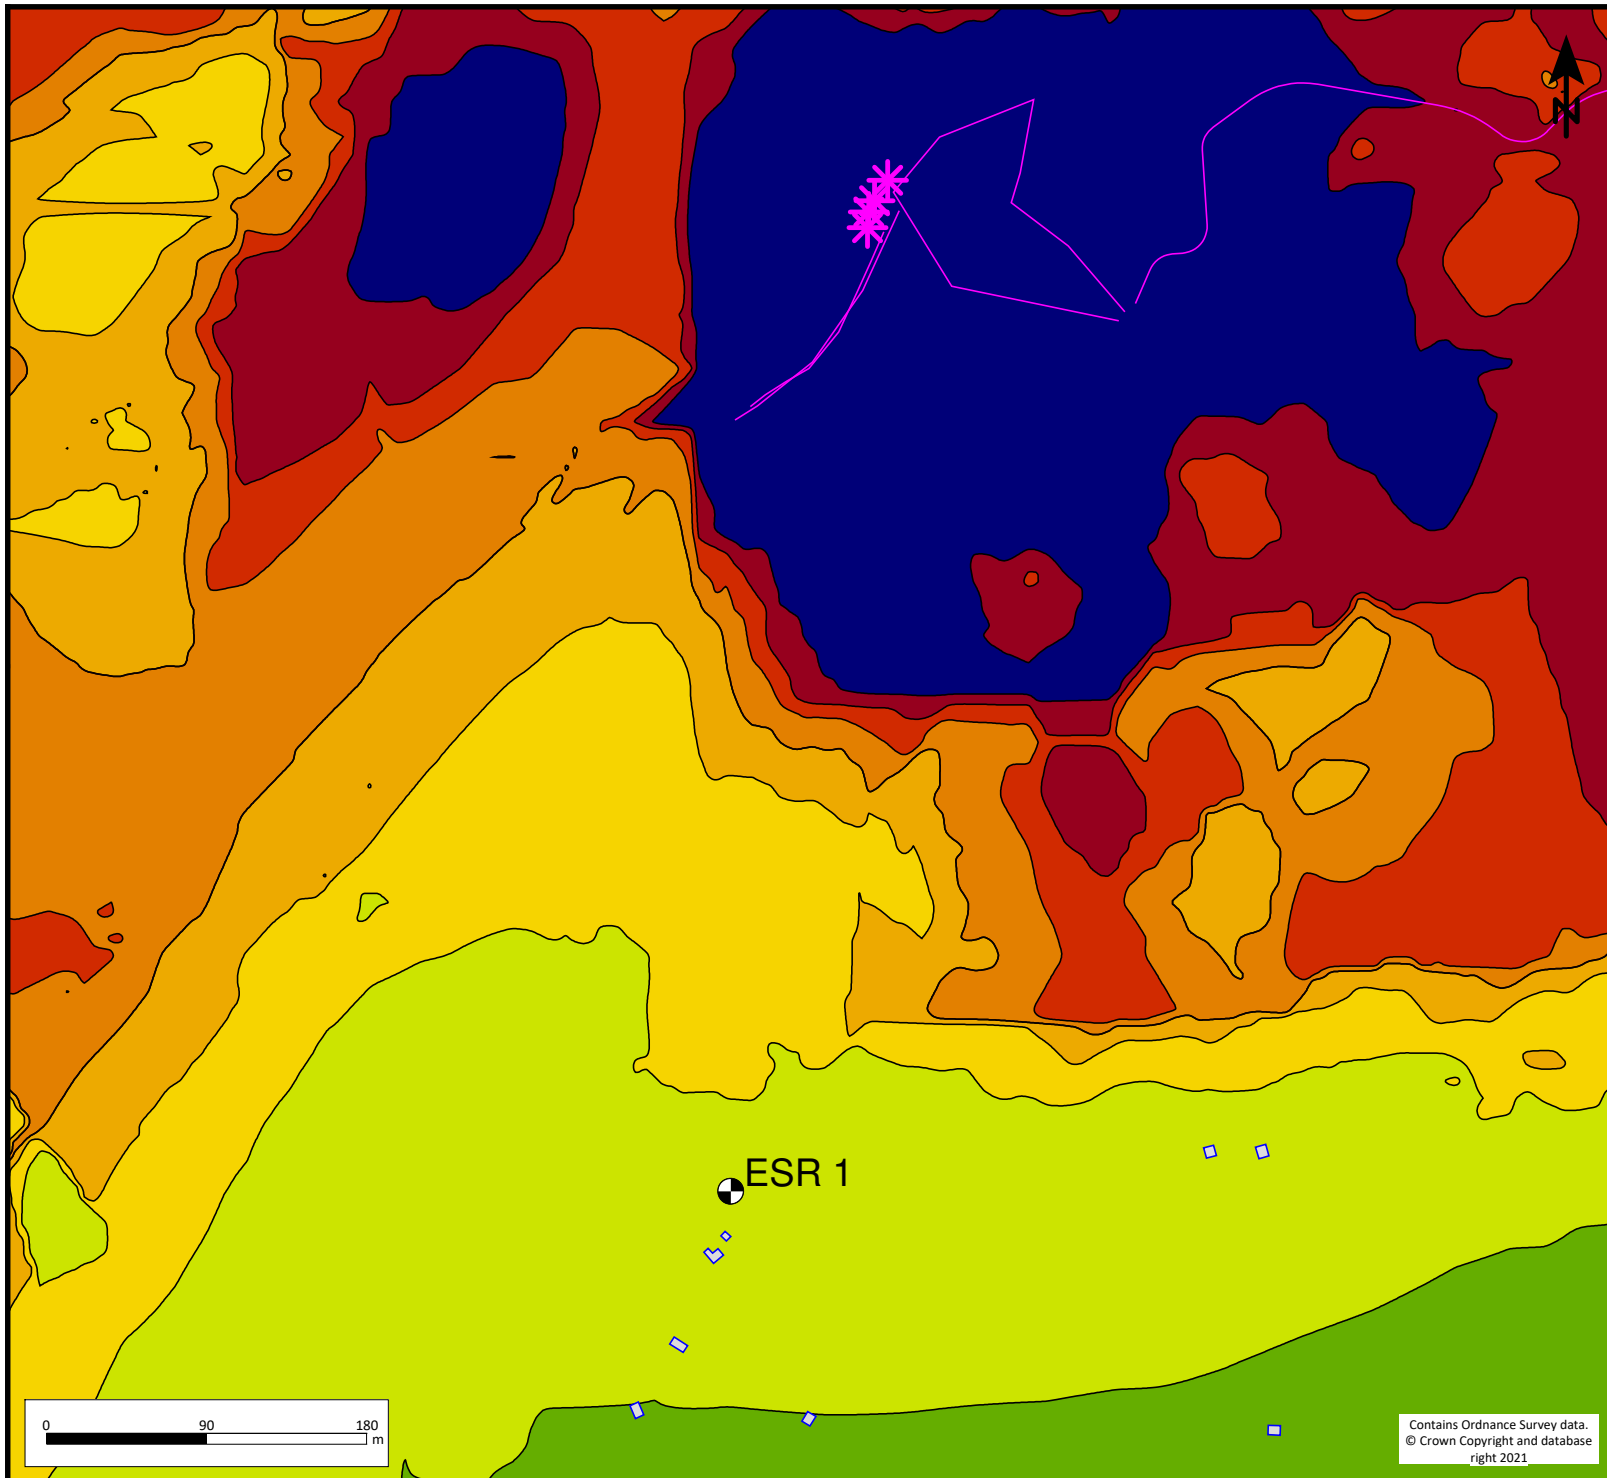 N
ESR 1
0 90 180
m
Contains Ordnance Survey data.
© Crown Copyright and database
right 2021